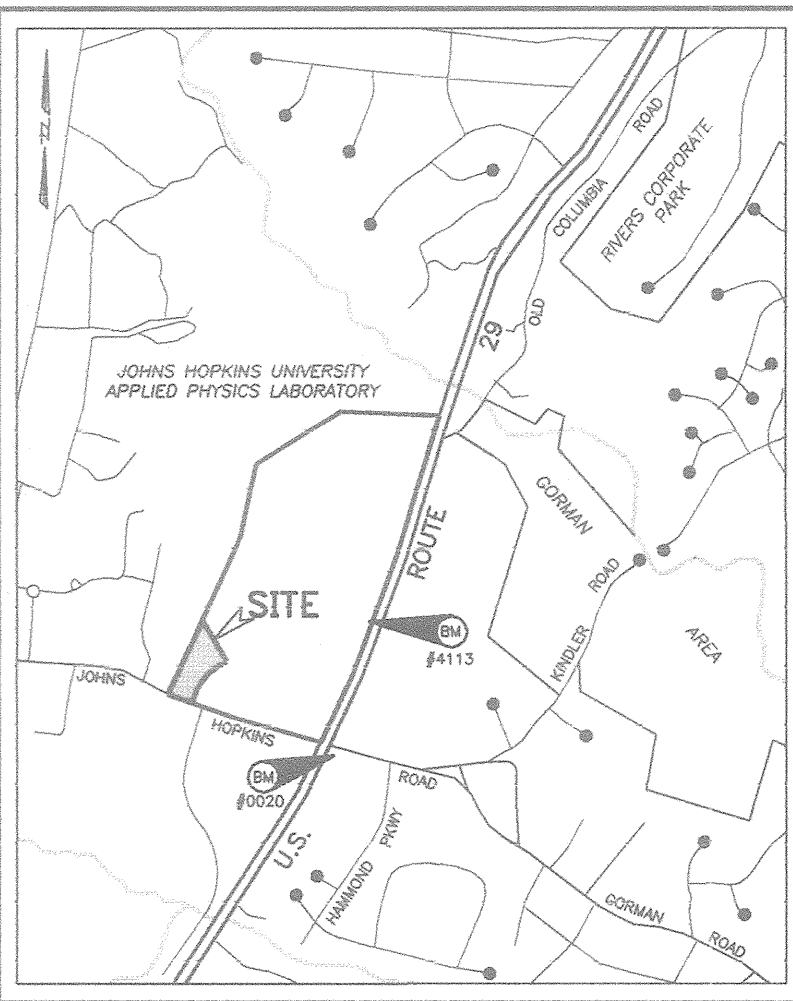 N
COLUMBIA ROAD
RIVERS CORPORATE
PARK
29
OLD
JOHNS HOPKINS UNIVERSITY
APPLIED PHYSICS LABORATORY
GORMAN
ROUTE
ROAD
SITE
BM
#4113
KINDLER
AREA
JOHNS
HOPKINS
BM
#0020
ROAD
U.S.
HAMMOND PKWY
GORMAN
ROAD